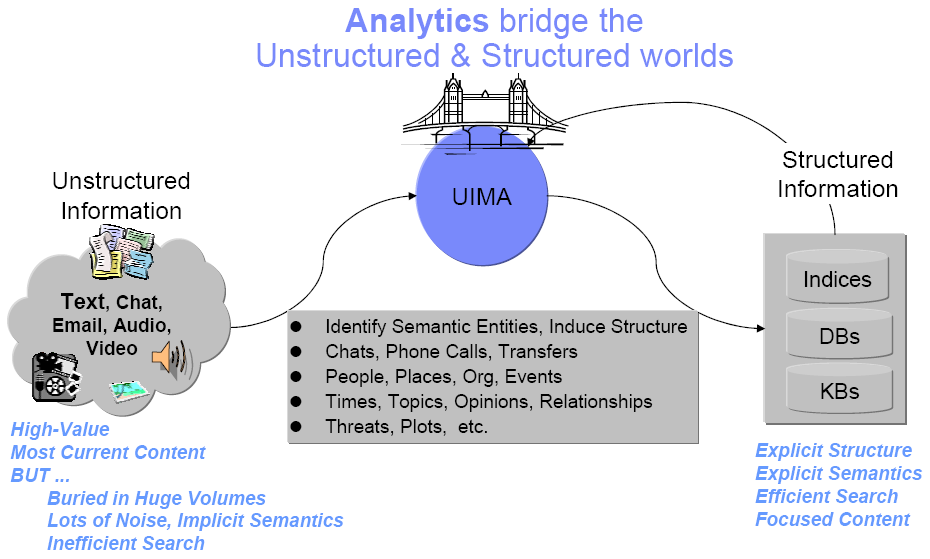 Analytics bridge the
Unstructured & Structured worlds
Unstructured
Information
Text, Chat,
Email, Audio,
Video
High-Value
Most Current Content
BUT ...
Buried in Huge Volumes
Lots of Noise, Implicit Semantics
Inefficient Search
UIMA
● Identify Semantic Entities, Induce Structure
● Chats, Phone Calls, Transfers
● People, Places, Org, Events
● Times, Topics, Opinions, Relationships
● Threats, Plots, etc.
Structured
Information
Indices
DBs
KBs
Explicit Structure
Explicit Semantics
Efficient Search
Focused Content